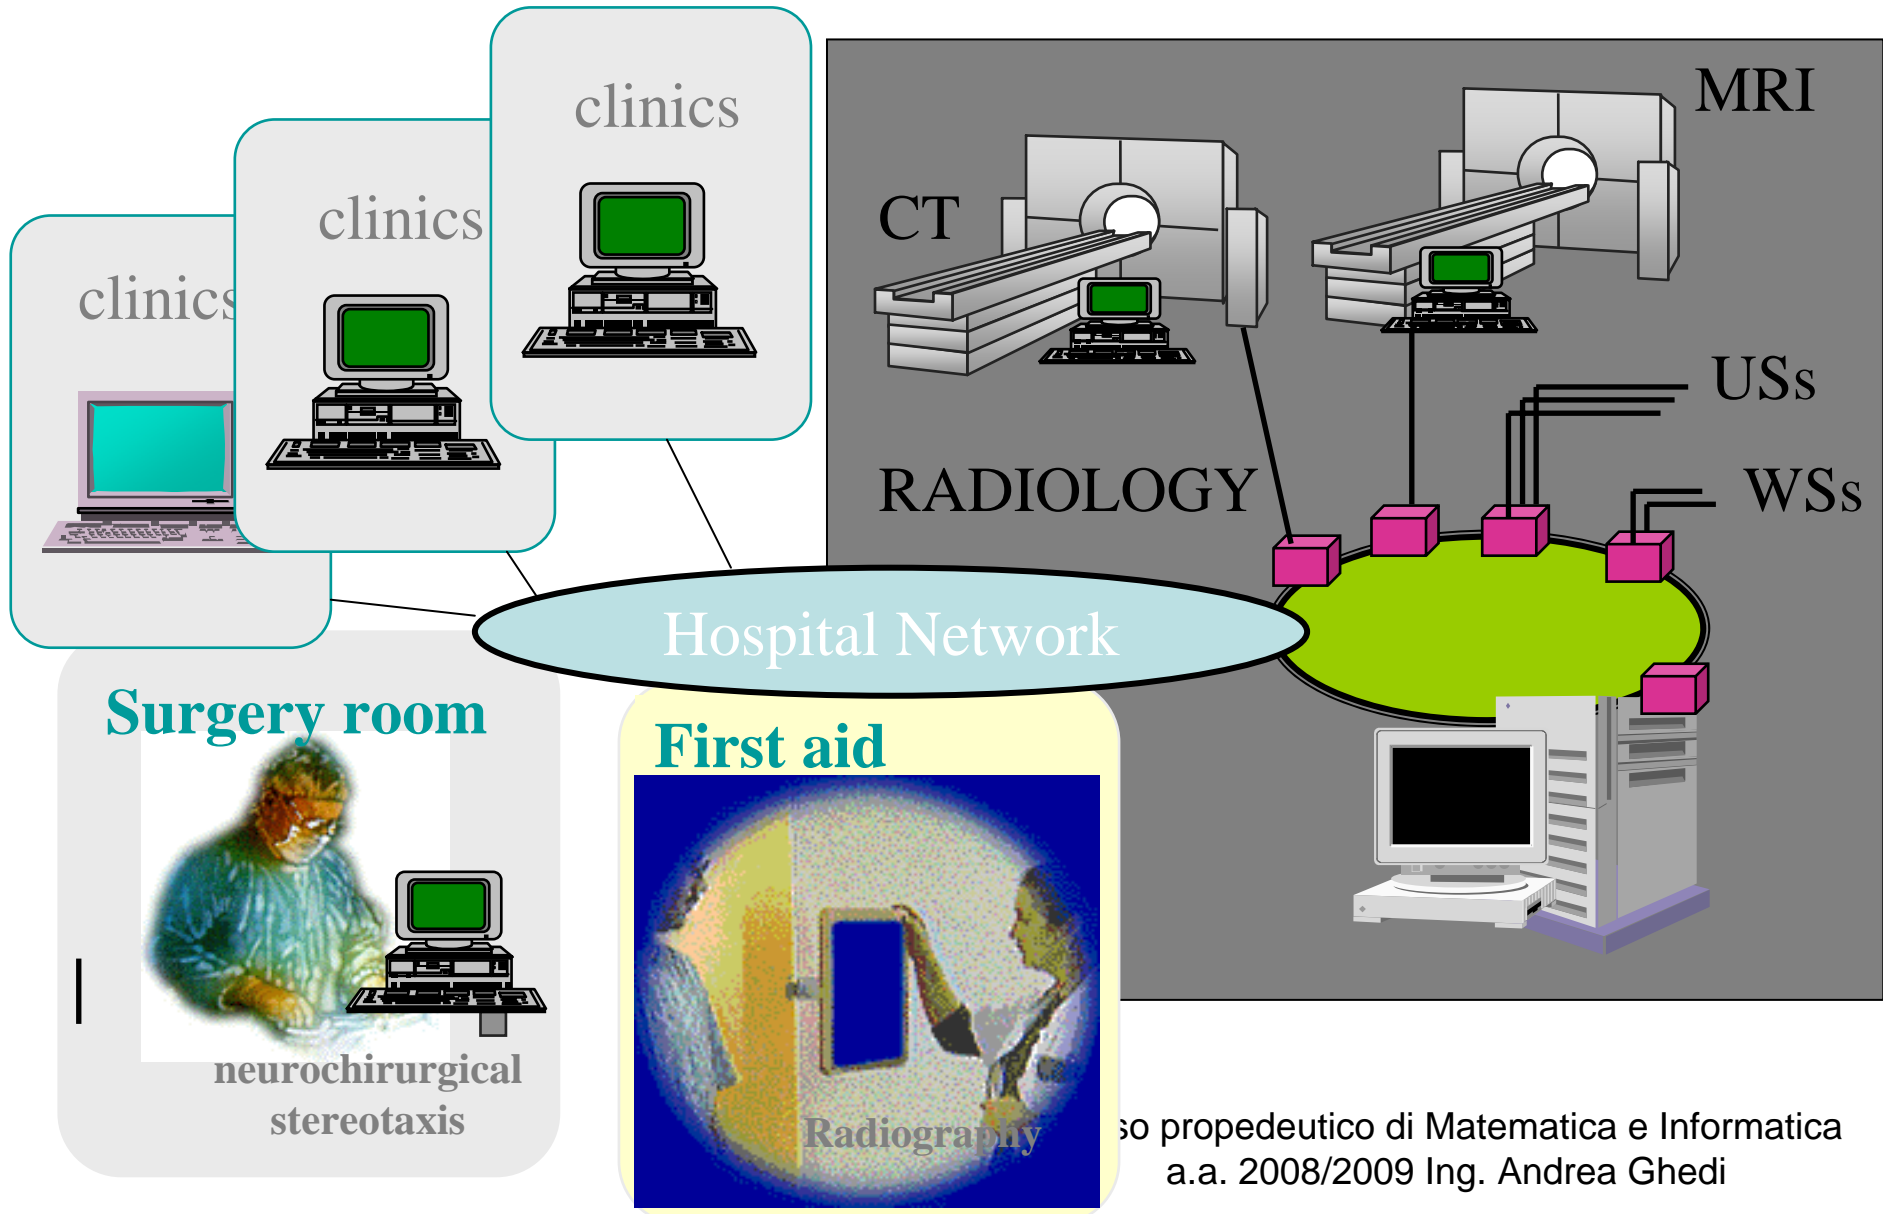 clinics
clinics
clinics
MRI
CT
USs
RADIOLOGY
WSs
Hospital Network
Surgery room
neurochirurgical
stereotaxis
First aid
Radiography
so propedeutico di Matematica e Informatica
a.a. 2008/2009 Ing. Andrea Ghedi